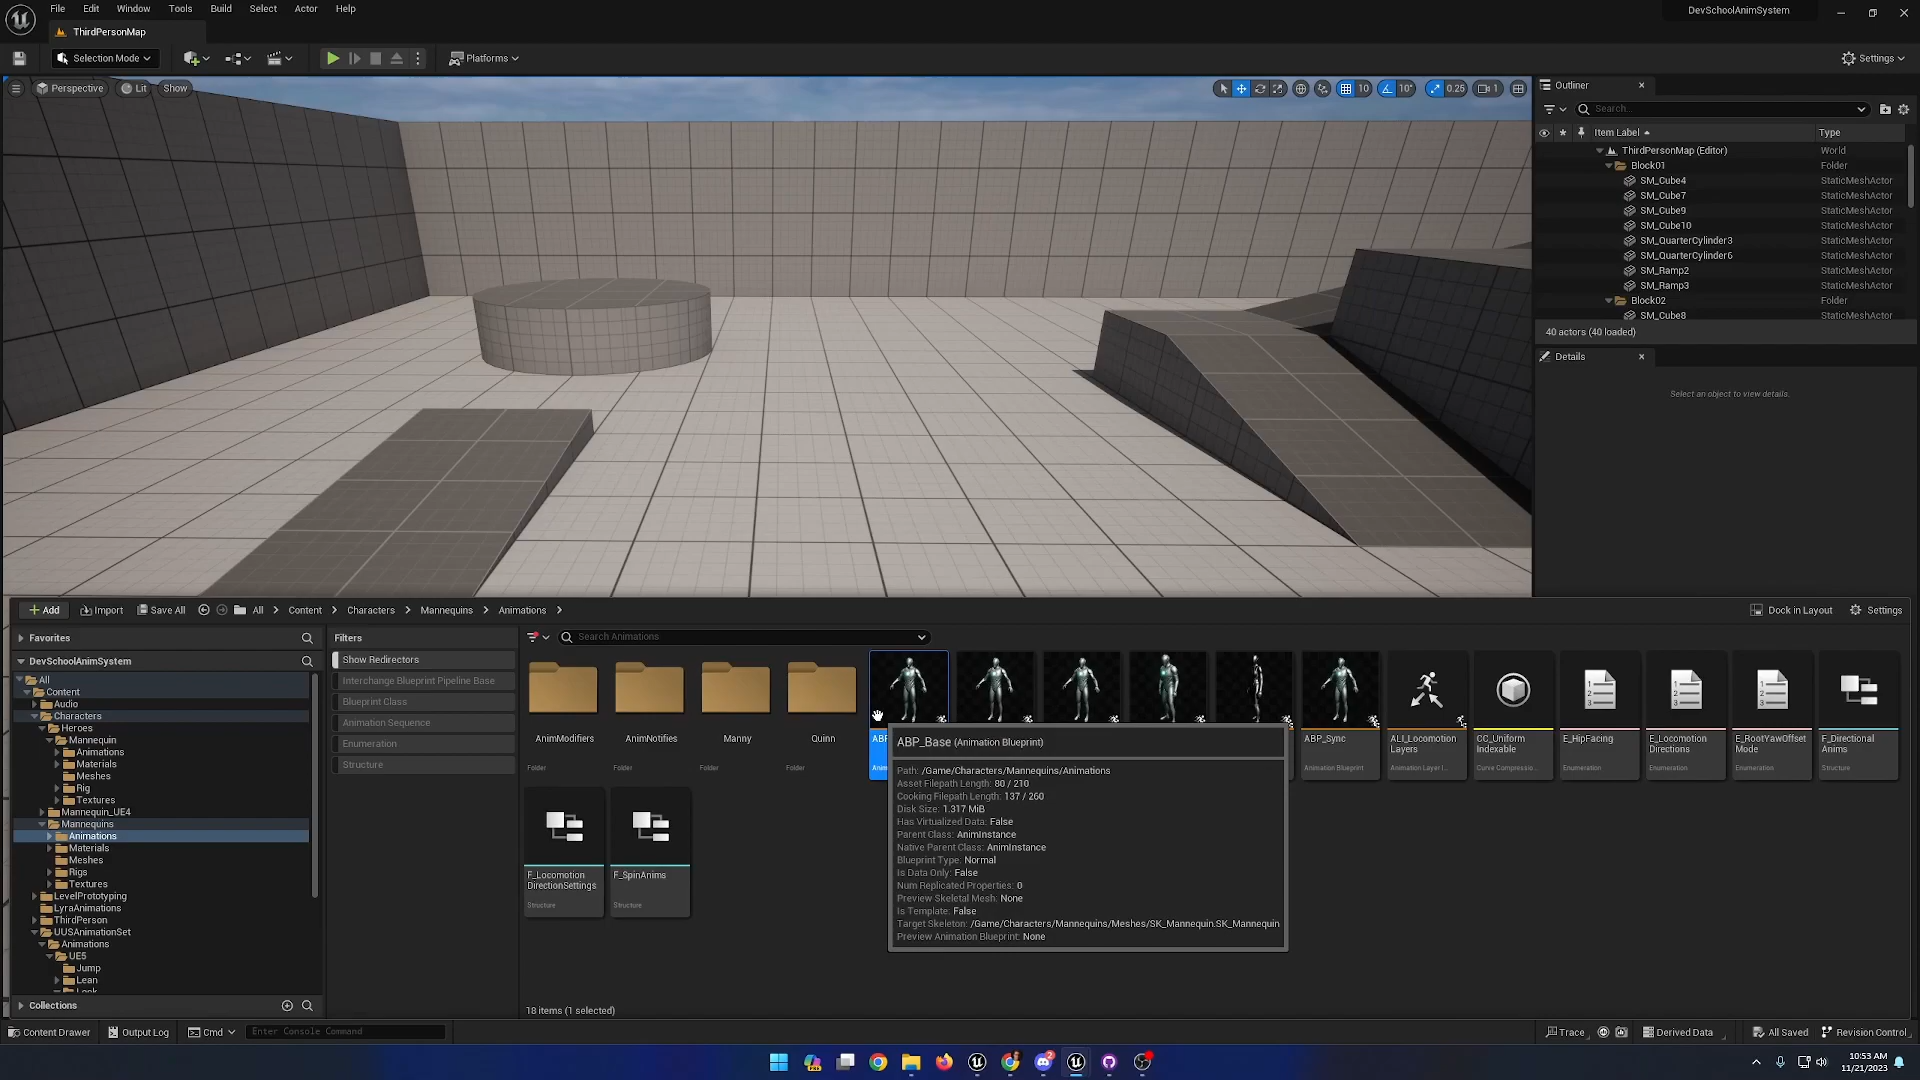 File Edit Window Tools Build Select Actor Help
DevSchoolAnimSystem
ThirdPersonMap
Selection Mode
Platforms
Settings
Perspective Lit Show
10 10° 0.25 1
Outliner
Search...
Item Label Type
ThirdPersonMap (Editor) World
Block01 Folder
SM_Cube4 StaticMeshActor
SM_Cube7 StaticMeshActor
SM_Cube9 StaticMeshActor
SM_Cube10 StaticMeshActor
SM_QuarterCylinder3 StaticMeshActor
SM_QuarterCylinder6 StaticMeshActor
SM_Ramp2 StaticMeshActor
SM_Ramp3 StaticMeshActor
Block02 Folder
SM_Cube8 StaticMeshActor
40 actors (40 loaded)
Details
Select an object to view details.
Add Import Save All All Content Characters Mannequins Animations
Dock in Layout Settings
Favorites
DevSchoolAnimSystem
All
Content
Audio
Characters
Heroes
Mannequin
Animations
Materials
Meshes
Rig
Textures
Mannequin_UE4
Mannequins
Animations
Materials
Meshes
Rigs
Textures
LevelPrototyping
LyraAnimations
ThirdPerson
UUSAnimationSet
Animations
UE5
Jump
Lean
Collections
Filters
Show Redirectors
Interchange Blueprint Pipeline Base
Blueprint Class
Animation Sequence
Enumeration
Structure
Search Animations
AnimModifiers
Folder
AnimNotifies
Folder
Manny
Folder
Quinn
Folder
ABP_Sync
Animation Blueprint
ALI_Locomotion
Layers
Animation Layer I...
CC_Uniform
Indexable
Curve Compressio...
E_HipFacing
Enumeration
E_Locomotion
Directions
Enumeration
E_RootYawOffset
Mode
Enumeration
F_Directional
Anims
Structure
F_Locomotion
DirectionSettings
Structure
F_SpinAnims
Structure
ABP_Base (Animation Blueprint)
Path: /Game/Characters/Mannequins/Animations
Asset Filepath Length: 80 / 210
Cooking Filepath Length: 137 / 260
Disk Size: 1.317 MiB
Has Virtualized Data: False
Parent Class: AnimInstance
Native Parent Class: AnimInstance
Blueprint Type: Normal
Is Data Only: False
Num Replicated Properties: 0
Preview Skeletal Mesh: None
Is Template: False
Target Skeleton: /Game/Characters/Mannequins/Meshes/SK_Mannequin.SK_Mannequin
Preview Animation Blueprint: None
18 items (1 selected)
Content Drawer Output Log Cmd Enter Console Command
Trace Derived Data All Saved Revision Control
10:53 AM
11/21/2023